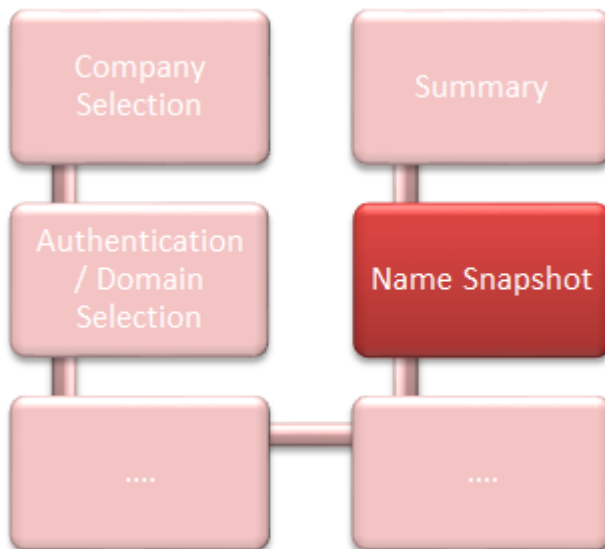 Company
Selection
Authentication
/ Domain
Selection
....
....
Name Snapshot
Summary